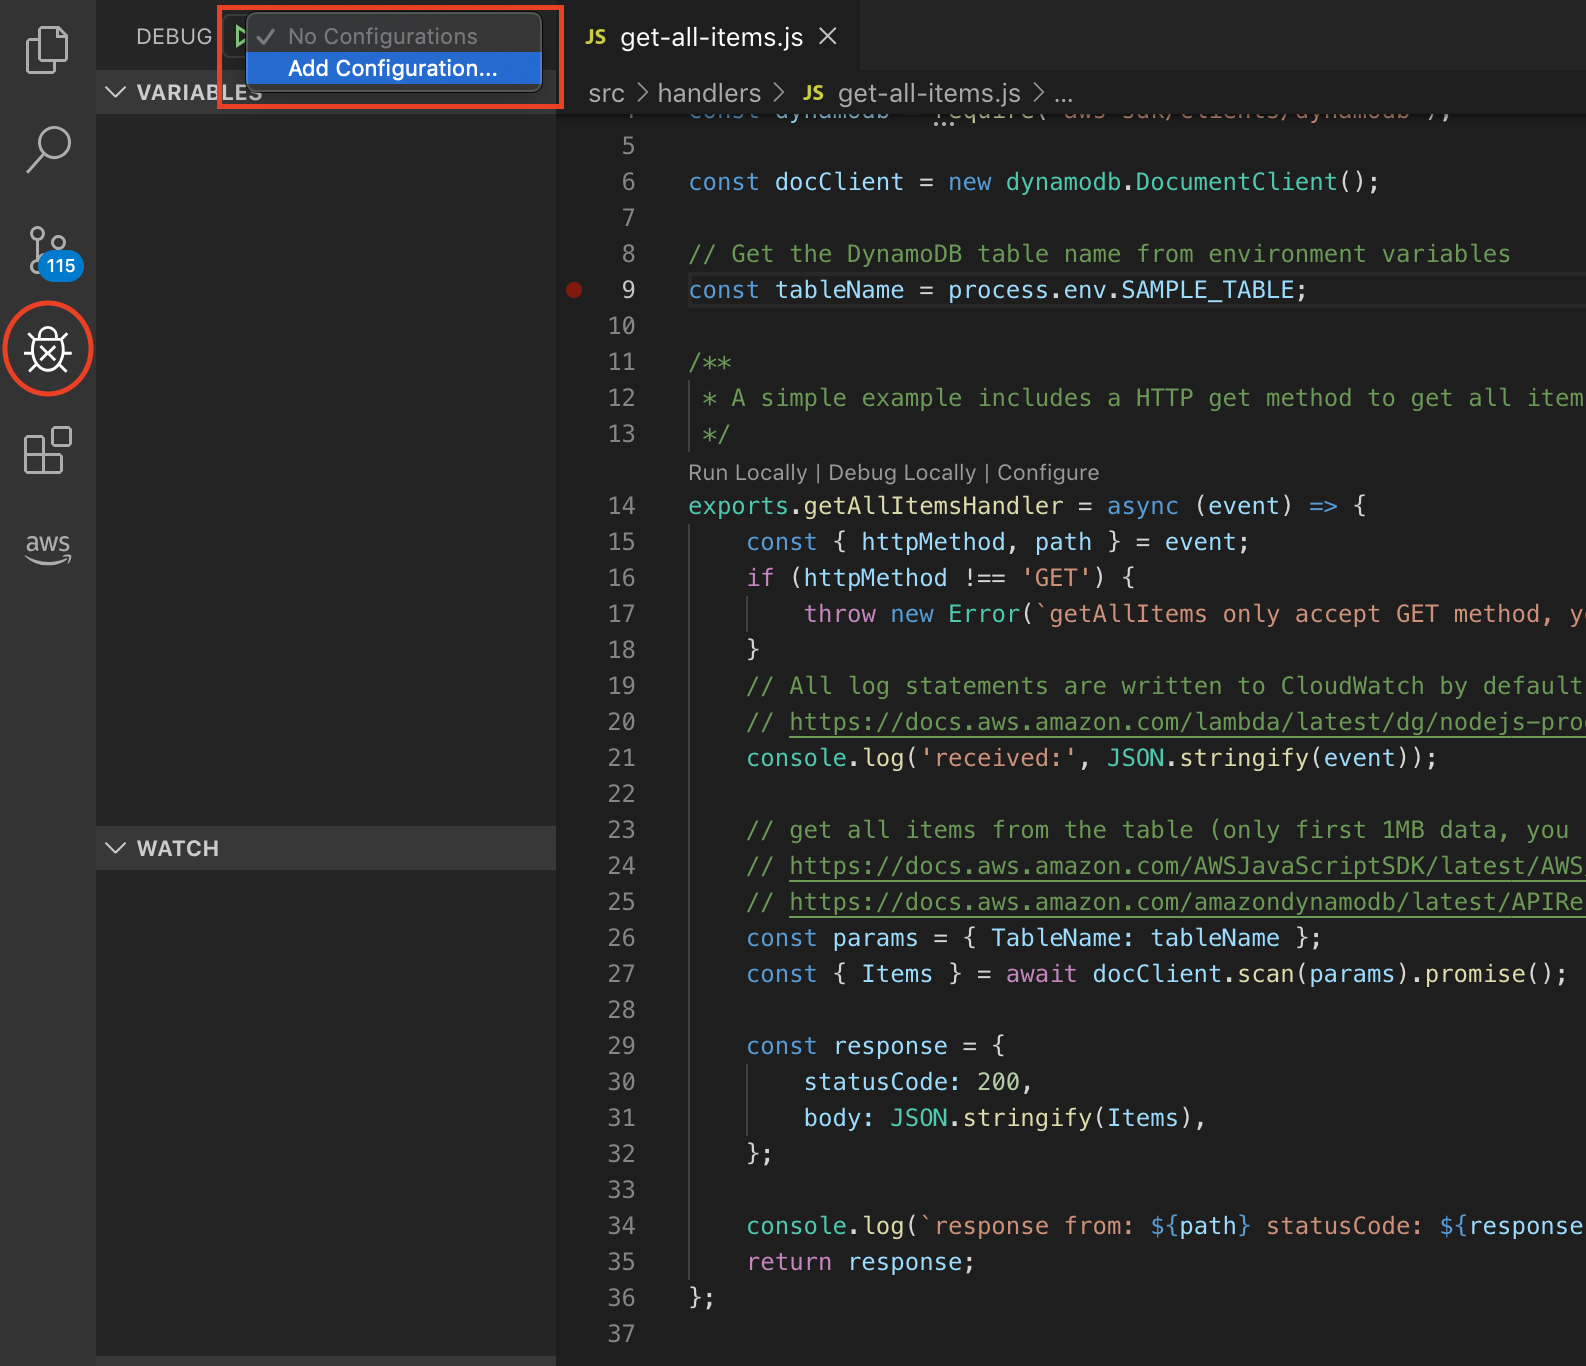 DEBUG
✓ No Configurations
Add Configuration...
VARIABLES
115
aws
WATCH
JS get-all-items.js
src > handlers > JS get-all-items.js > ...
const dynamodb = require('aws-sdk/clients/dynamodb');
5
6 const docClient = new dynamodb.DocumentClient();
7
8 // Get the DynamoDB table name from environment variables
9 const tableName = process.env.SAMPLE_TABLE;
10
11 /**
12 * A simple example includes a HTTP get method to get all item
13 */
Run Locally | Debug Locally | Configure
14 exports.getAllItemsHandler = async (event) => {
15 const { httpMethod, path } = event;
16 if (httpMethod !== 'GET') {
17 throw new Error(`getAllItems only accept GET method, y
18 }
19 // All log statements are written to CloudWatch by default
20 // https://docs.aws.amazon.com/lambda/latest/dg/nodejs-pro
21 console.log('received:', JSON.stringify(event));
22
23 // get all items from the table (only first 1MB data, you
24 // https://docs.aws.amazon.com/AWSJavaScriptSDK/latest/AWS
25 // https://docs.aws.amazon.com/amazondynamodb/latest/APIRe
26 const params = { TableName: tableName };
27 const { Items } = await docClient.scan(params).promise();
28
29 const response = {
30 statusCode: 200,
31 body: JSON.stringify(Items),
32 };
33
34 console.log(`response from: ${path} statusCode: ${response
35 return response;
36 };
37